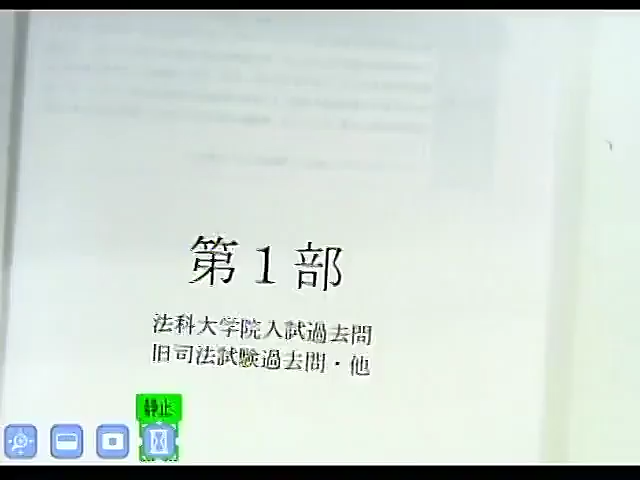 第1部
法科大学院入試過去問
旧司法試験過去問・他
静止